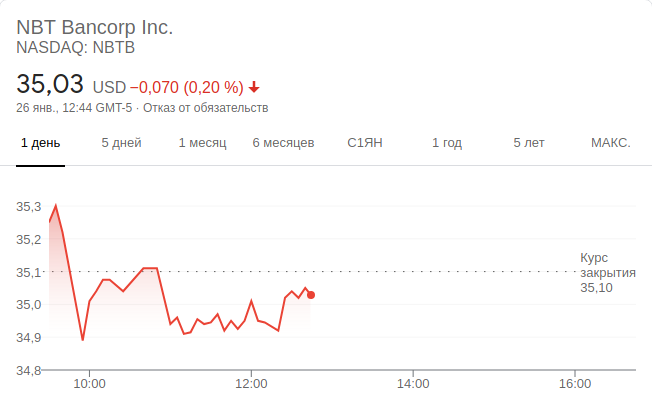 NBT Bancorp Inc.
NASDAQ: NBTB
35,03 USD −0,070 (0,20 %)
26 янв., 12:44 GMT-5 · Отказ от обязательств
1 день 5 дней 1 месяц 6 месяцев С1ЯН 1 год 5 лет МАКС.
35,3
35,2
35,1
35,0
34,9
34,8
Курс
закрытия
35,10
10:00 12:00 14:00 16:00